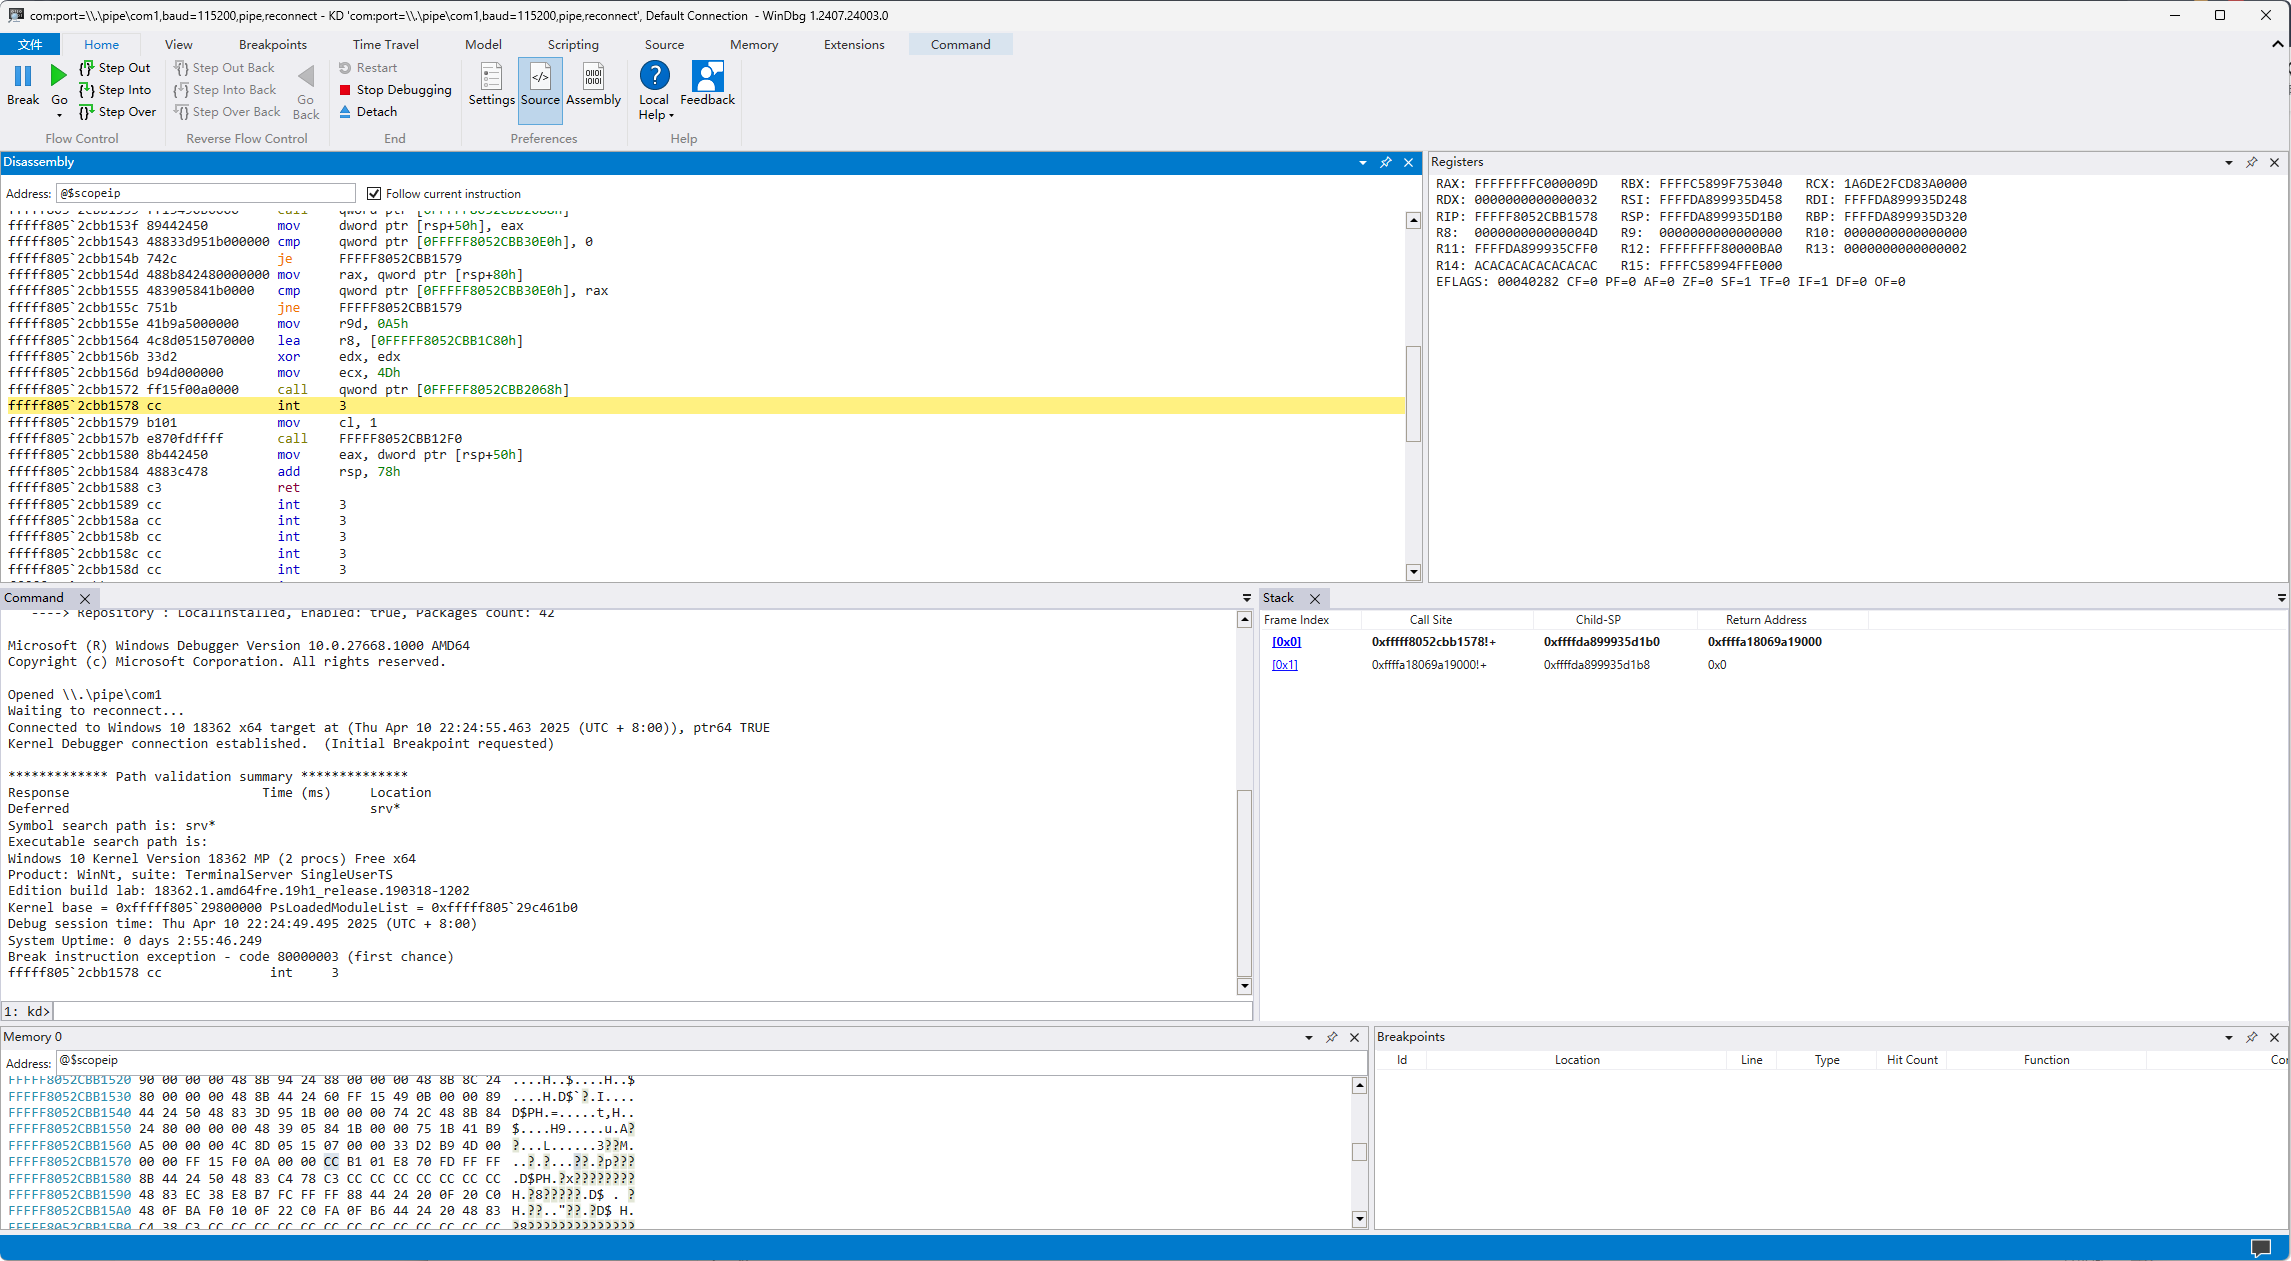 com:port=\\.\pipe\com1,baud=115200,pipe,reconnect - KD 'com:port=\\.\pipe\com1,baud=115200,pipe,reconnect', Default Connection - WinDbg 1.2407.24003.0
文件 Home View Breakpoints Time Travel Model Scripting Source Memory Extensions Command
Break
Go
Step Out
Step Into
Step Over
Flow Control
Step Out Back
Step Into Back
Step Over Back
Go Back
Reverse Flow Control
Restart
Stop Debugging
Detach
End
Settings
Source
Assembly
Preferences
Local Help
Feedback
Help
Disassembly
Address: @$scopeip Follow current instruction
fffff805`2cbb153f 89442450 mov dword ptr [rsp+50h], eax
fffff805`2cbb1543 48833d951b000000 cmp qword ptr [0FFFFF8052CBB30E0h], 0
fffff805`2cbb154b 742c je FFFFF8052CBB1579
fffff805`2cbb154d 488b842480000000 mov rax, qword ptr [rsp+80h]
fffff805`2cbb1555 483905841b0000 cmp qword ptr [0FFFFF8052CBB30E0h], rax
fffff805`2cbb155c 751b jne FFFFF8052CBB1579
fffff805`2cbb155e 41b9a5000000 mov r9d, 0A5h
fffff805`2cbb1564 4c8d0515070000 lea r8, [0FFFFF8052CBB1C80h]
fffff805`2cbb156b 33d2 xor edx, edx
fffff805`2cbb156d b94d000000 mov ecx, 4Dh
fffff805`2cbb1572 ff15f00a0000 call qword ptr [0FFFFF8052CBB2068h]
fffff805`2cbb1578 cc int 3
fffff805`2cbb1579 b101 mov cl, 1
fffff805`2cbb157b e870fdffff call FFFFF8052CBB12F0
fffff805`2cbb1580 8b442450 mov eax, dword ptr [rsp+50h]
fffff805`2cbb1584 4883c478 add rsp, 78h
fffff805`2cbb1588 c3 ret
fffff805`2cbb1589 cc int 3
fffff805`2cbb158a cc int 3
fffff805`2cbb158b cc int 3
fffff805`2cbb158c cc int 3
fffff805`2cbb158d cc int 3
Registers
RAX: FFFFFFFFC000009D RBX: FFFFC5899F753040 RCX: 1A6DE2FCD83A0000
RDX: 0000000000000032 RSI: FFFFDA899935D458 RDI: FFFFDA899935D248
RIP: FFFFF8052CBB1578 RSP: FFFFDA899935D1B0 RBP: FFFFDA899935D320
R8: 000000000000004D R9: 0000000000000000 R10: 0000000000000000
R11: FFFFDA899935CFF0 R12: FFFFFFFF80000BA0 R13: 0000000000000002
R14: ACACACACACACACAC R15: FFFFC58994FFE000
EFLAGS: 00040282 CF=0 PF=0 AF=0 ZF=0 SF=1 TF=0 IF=1 DF=0 OF=0
Command
----> Repository : LocalInstalled, Enabled: true, Packages count: 42
Microsoft (R) Windows Debugger Version 10.0.27668.1000 AMD64
Copyright (c) Microsoft Corporation. All rights reserved.
Opened \\.\pipe\com1
Waiting to reconnect...
Connected to Windows 10 18362 x64 target at (Thu Apr 10 22:24:55.463 2025 (UTC + 8:00)), ptr64 TRUE
Kernel Debugger connection established. (Initial Breakpoint requested)
************* Path validation summary **************
Response Time (ms) Location
Deferred srv*
Symbol search path is: srv*
Executable search path is:
Windows 10 Kernel Version 18362 MP (2 procs) Free x64
Product: WinNt, suite: TerminalServer SingleUserTS
Edition build lab: 18362.1.amd64fre.19h1_release.190318-1202
Kernel base = 0xfffff805`29800000 PsLoadedModuleList = 0xfffff805`29c461b0
Debug session time: Thu Apr 10 22:24:49.495 2025 (UTC + 8:00)
System Uptime: 0 days 2:55:46.249
Break instruction exception - code 80000003 (first chance)
fffff805`2cbb1578 cc int 3
1: kd>
Stack
Frame Index Call Site Child-SP Return Address
[0x0] 0xfffff8052cbb1578!+ 0xffffda899935d1b0 0xffffa18069a19000
[0x1] 0xffffa18069a19000!+ 0xffffda899935d1b8 0x0
Memory 0
Address: @$scopeip
FFFFF8052CBB1520 90 00 00 00 48 8B 94 24 88 00 00 00 48 8B 8C 24 ....H..$....H..$
FFFFF8052CBB1530 80 00 00 00 48 8B 44 24 60 FF 15 49 0B 00 00 89 ....H.D$`?.I....
FFFFF8052CBB1540 44 24 50 48 83 3D 95 1B 00 00 00 74 2C 48 8B 84 D$PH.=.....t,H..
FFFFF8052CBB1550 24 80 00 00 00 48 39 05 84 1B 00 00 75 1B 41 B9 $....H9.....u.A?
FFFFF8052CBB1560 A5 00 00 00 4C 8D 05 15 07 00 00 33 D2 B9 4D 00 ?...L......3??M.
FFFFF8052CBB1570 00 00 FF 15 F0 0A 00 00 CC B1 01 E8 70 FD FF FF ..?.?...??.?p???
FFFFF8052CBB1580 8B 44 24 50 48 83 C4 78 C3 CC CC CC CC CC CC CC .D$PH.?x????????
FFFFF8052CBB1590 48 83 EC 38 E8 B7 FC FF FF 88 44 24 20 0F 20 C0 H.?8?????.D$ . ?
FFFFF8052CBB15A0 48 0F BA F0 10 0F 22 C0 FA 0F B6 44 24 20 48 83 H.??.."??.?D$ H.
FFFFF8052CBB15B0 C4 38 C3 CC CC CC CC CC CC CC CC CC CC CC CC CC ?8??????????????
Breakpoints
Id Location Line Type Hit Count Function